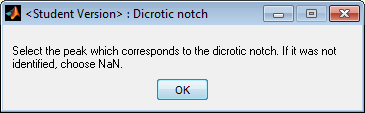 <Student Version> : Dicrotic notch
Select the peak which corresponds to the dicrotic notch. If it was not
identified, choose NaN.
OK